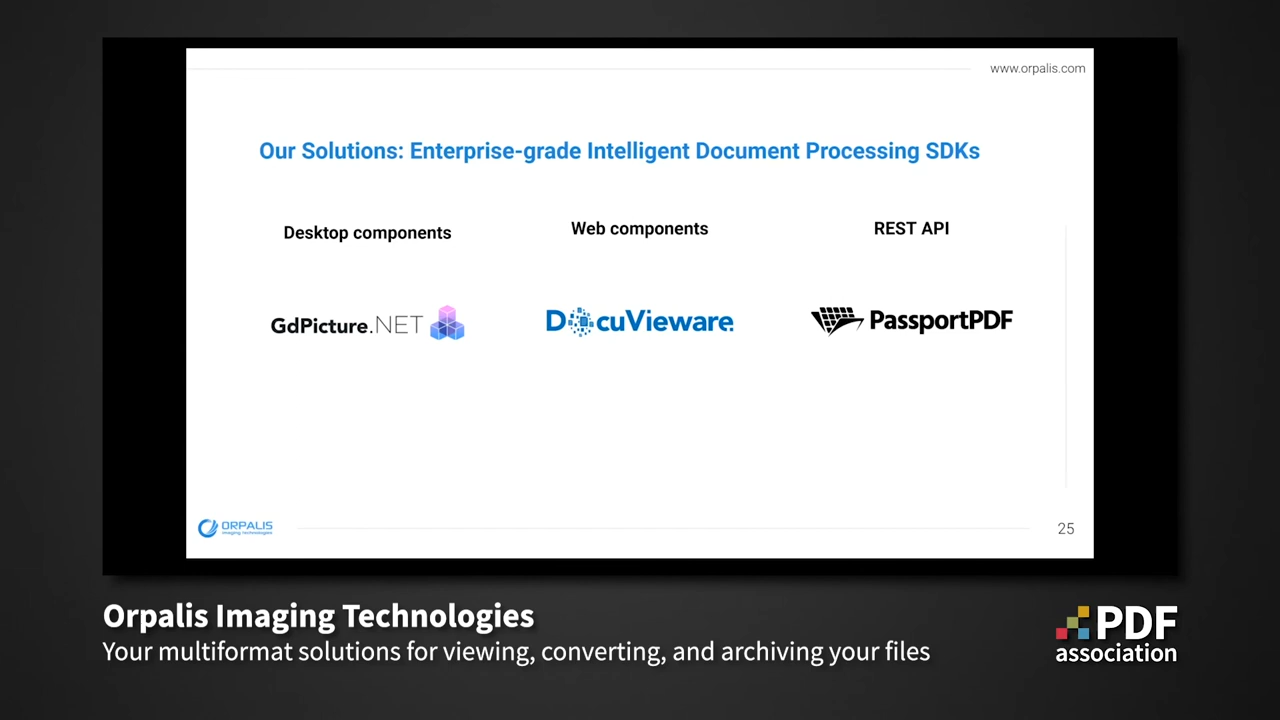 www.orpalis.com
Our Solutions: Enterprise-grade Intelligent Document Processing SDKs
Desktop components
Web components
REST API
GdPicture.NET
DocuVieware
PassportPDF
ORPALIS
Imaging Technologies
25
Orpalis Imaging Technologies
Your multiformat solutions for viewing, converting, and archiving your files
PDF
association